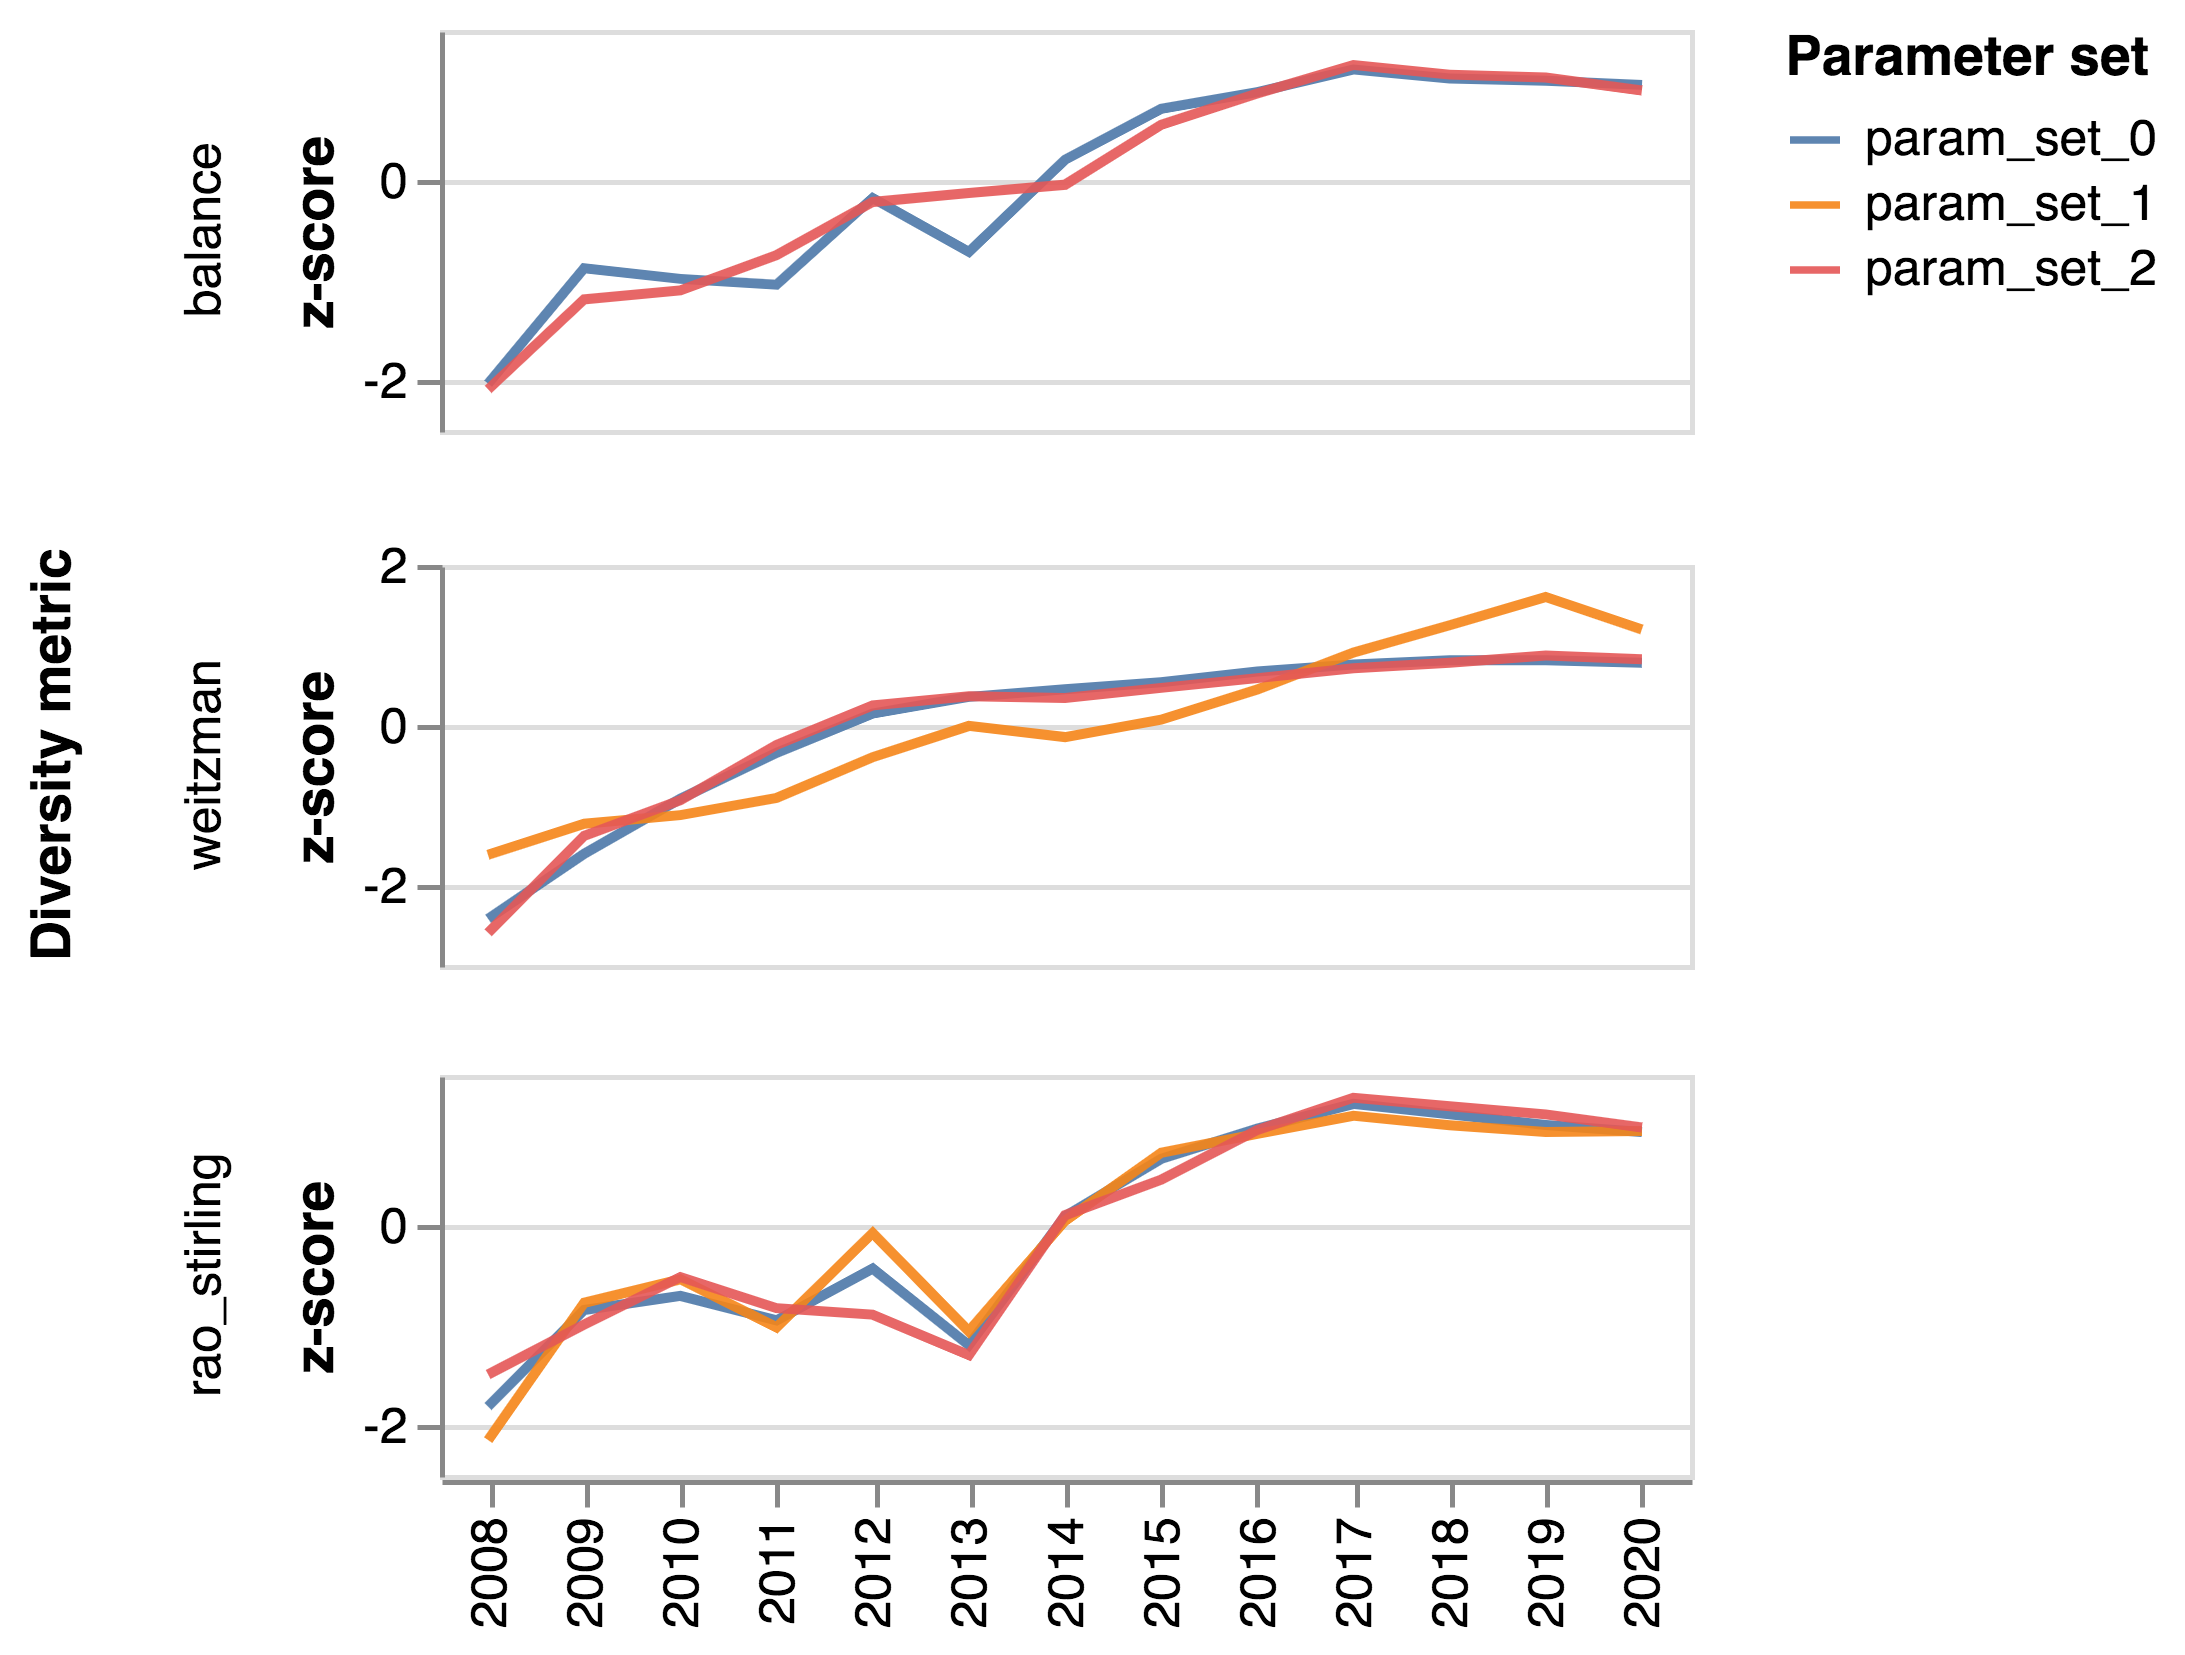 Parameter set
param_set_0
param_set_1
param_set_2
Diversity metric
balance
z-score
0
-2
weitzman
z-score
2
0
-2
rao_stirling
z-score
0
-2
2008 2009 2010 2011 2012 2013 2014 2015 2016 2017 2018 2019 2020